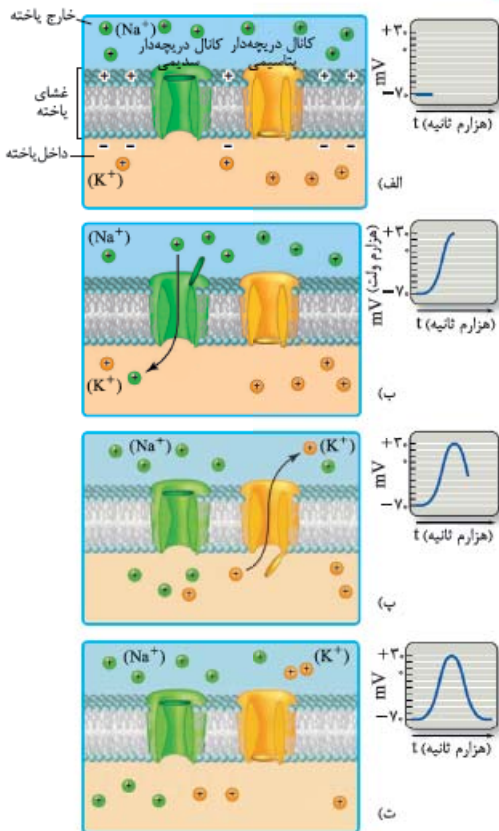 خارج یاخته
(Na⁺)
کانال دریچه‌دار سدیمی
کانال دریچه‌دار پتاسیمی
غشای یاخته
داخل یاخته
(K⁺)
+۳۰
۰
mV
−۷۰
t (هزارم ثانیه)
الف)
(Na⁺)
(K⁺)
+۳۰
۰
mV (هزارم ولت)
−۷۰
t (هزارم ثانیه)
ب)
(Na⁺)
(K⁺)
+۳۰
۰
mV
−۷۰
t (هزارم ثانیه)
پ)
(Na⁺)
(K⁺)
+۳۰
۰
mV
−۷۰
t (هزارم ثانیه)
ت)